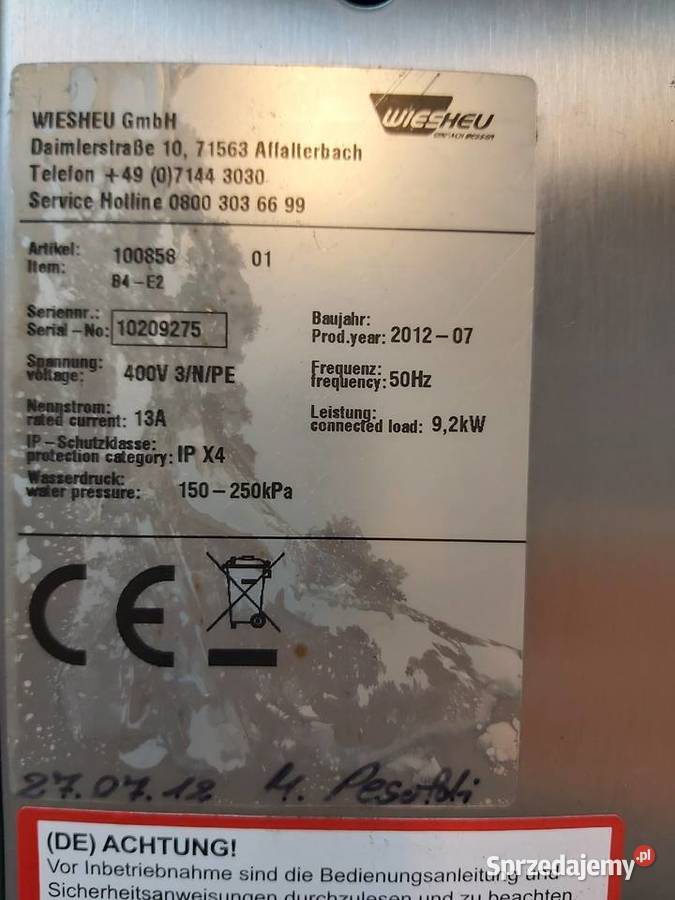 WIESHEU GmbH
Daimlerstraße 10, 71563 Affalterbach
Telefon +49 (0)7144 3030
Service Hotline 0800 303 66 99
WIESHEU
EINFACH BESSER
Artikel:
Item: 100858 01
B4-E2
Seriennr.:
Serial-No: 10209275
Baujahr:
Prod.year: 2012-07
Spannung:
voltage: 400V 3/N/PE
Frequenz:
frequency: 50Hz
Nennstrom:
rated current: 13A
Leistung:
connected load: 9,2kW
IP-Schutzklasse:
protection category: IP X4
Wasserdruck:
water pressure: 150-250kPa
CE
27.07.12 M.
(DE) ACHTUNG!
Vor Inbetriebnahme sind die Bedienungsanleitung und
Sicherheitsanweisungen durchzulesen und zu beachten.
Sprzedajemy.pl